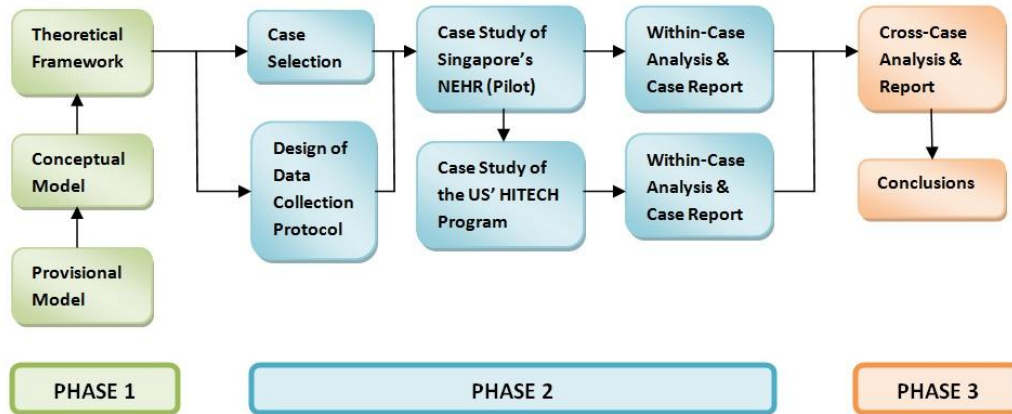 Theoretical
Framework
Conceptual
Model
Provisional
Model
Case
Selection
Design of
Data
Collection
Protocol
Case Study of
Singapore's
NEHR (Pilot)
Case Study of
the US' HITECH
Program
Within-Case
Analysis &
Case Report
Within-Case
Analysis &
Case Report
Cross-Case
Analysis &
Report
Conclusions
PHASE 1
PHASE 2
PHASE 3